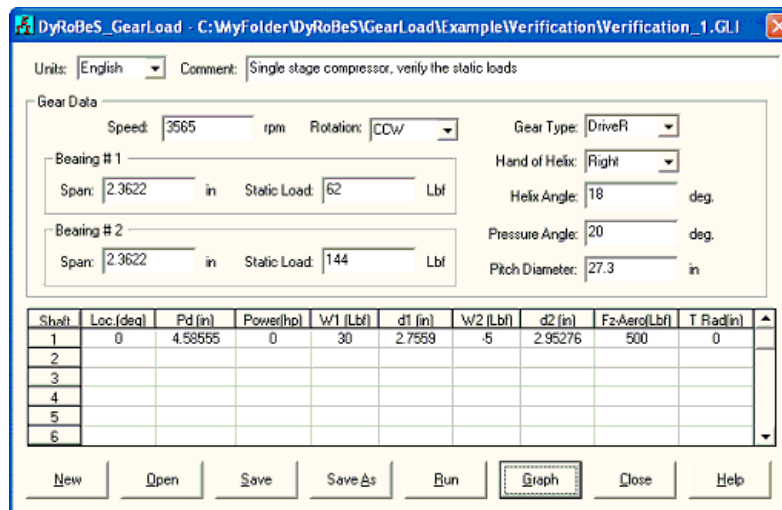 DyRoBeS_GearLoad - C:\MyFolder\DyRoBeS\GearLoad\Example\Verification\Verification_1.GLI
Units: English Comment: Single stage compressor, verify the static loads
Gear Data
Speed: 3565 rpm Rotation: CCW Gear Type: DriveR
Bearing # 1 Hand of Helix: Right
Span: 2.3622 in Static Load: 62 Lbf Helix Angle: 18 deg.
Bearing # 2 Pressure Angle: 20 deg.
Span: 2.3622 in Static Load: 144 Lbf Pitch Diameter: 27.3 in
Shaft Loc.(deg) Pd (in) Power(hp) W1 (Lbf) d1 (in) W2 (Lbf) d2 (in) Fz-Aero(Lbf) T Rad(in)
1 0 4.58555 0 30 2.7559 -5 2.95276 500 0
2
3
4
5
6
New Open Save Save As Run Graph Close Help